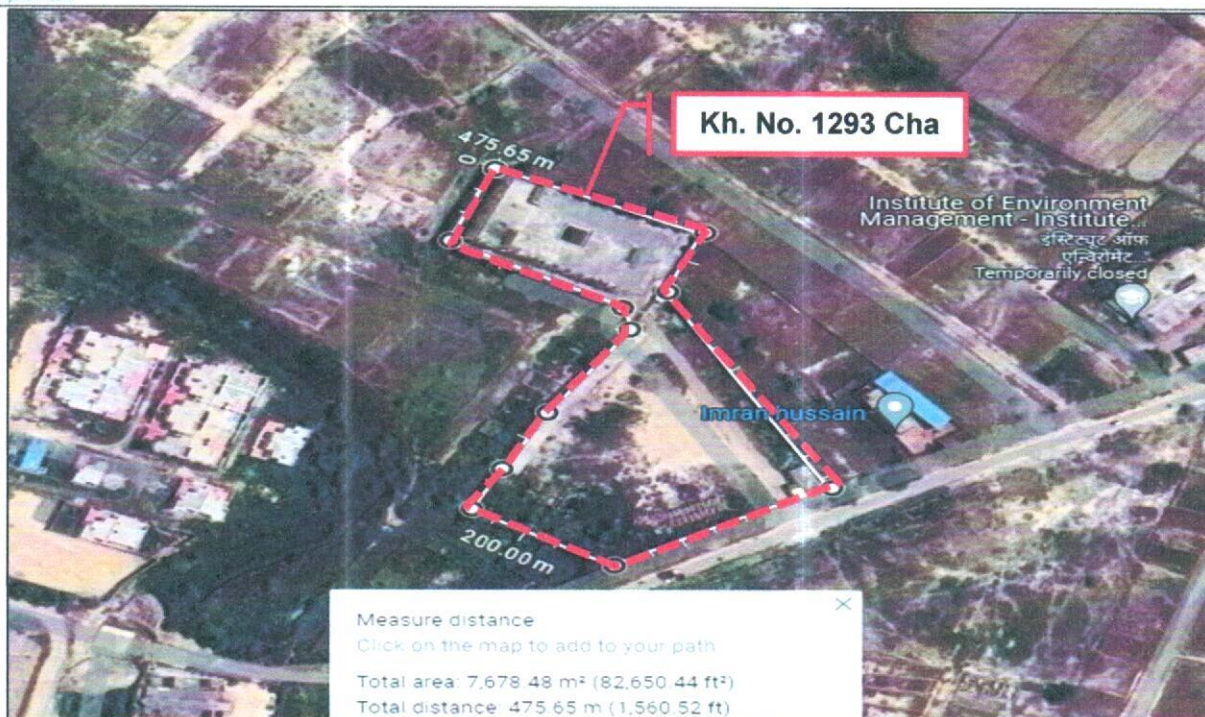 475.65 m
Kh. No. 1293 Cha
Institute of Environment
Management - Institute...
इंस्टिट्यूट ऑफ
एन्विरोमेंट...
Temporarily closed
Imran hussain
200.00 m
Measure distance
Click on the map to add to your path
Total area: 7,678.48 m² (82,650.44 ft²)
Total distance: 475.65 m (1,560.52 ft)